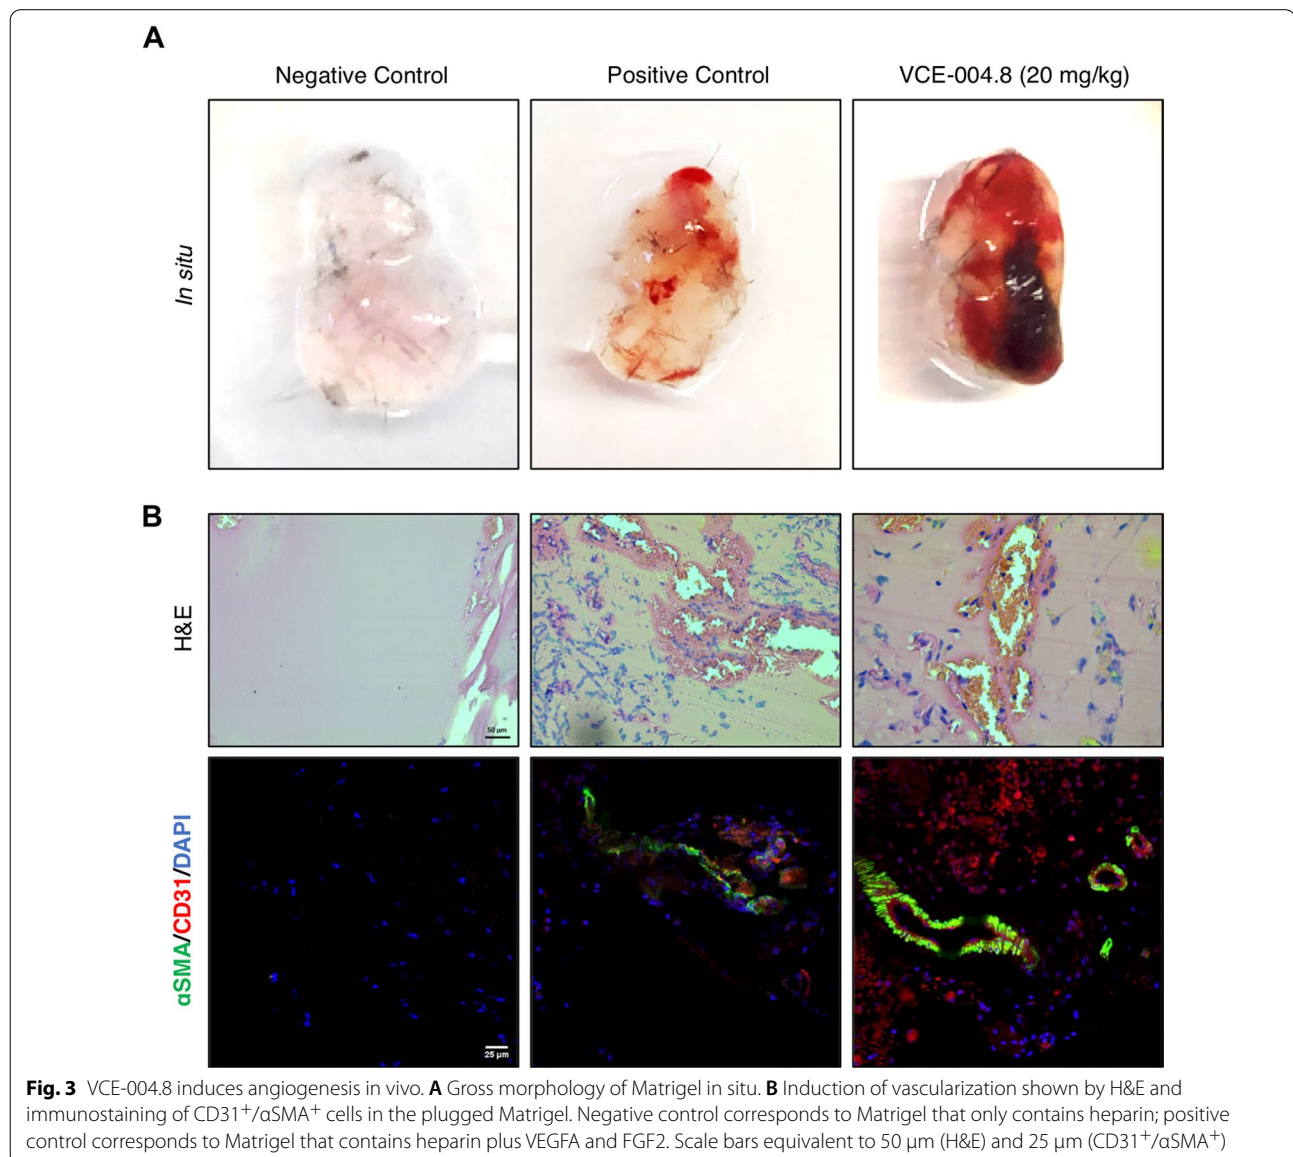 A
Negative Control
Positive Control
VCE-004.8 (20 mg/kg)
In situ
B
H&E
50 µm
αSMA/CD31/DAPI
25 µm
Fig. 3 VCE-004.8 induces angiogenesis in vivo. A Gross morphology of Matrigel in situ. B Induction of vascularization shown by H&E and
immunostaining of CD31⁺/αSMA⁺ cells in the plugged Matrigel. Negative control corresponds to Matrigel that only contains heparin; positive
control corresponds to Matrigel that contains heparin plus VEGFA and FGF2. Scale bars equivalent to 50 µm (H&E) and 25 µm (CD31⁺/αSMA⁺)